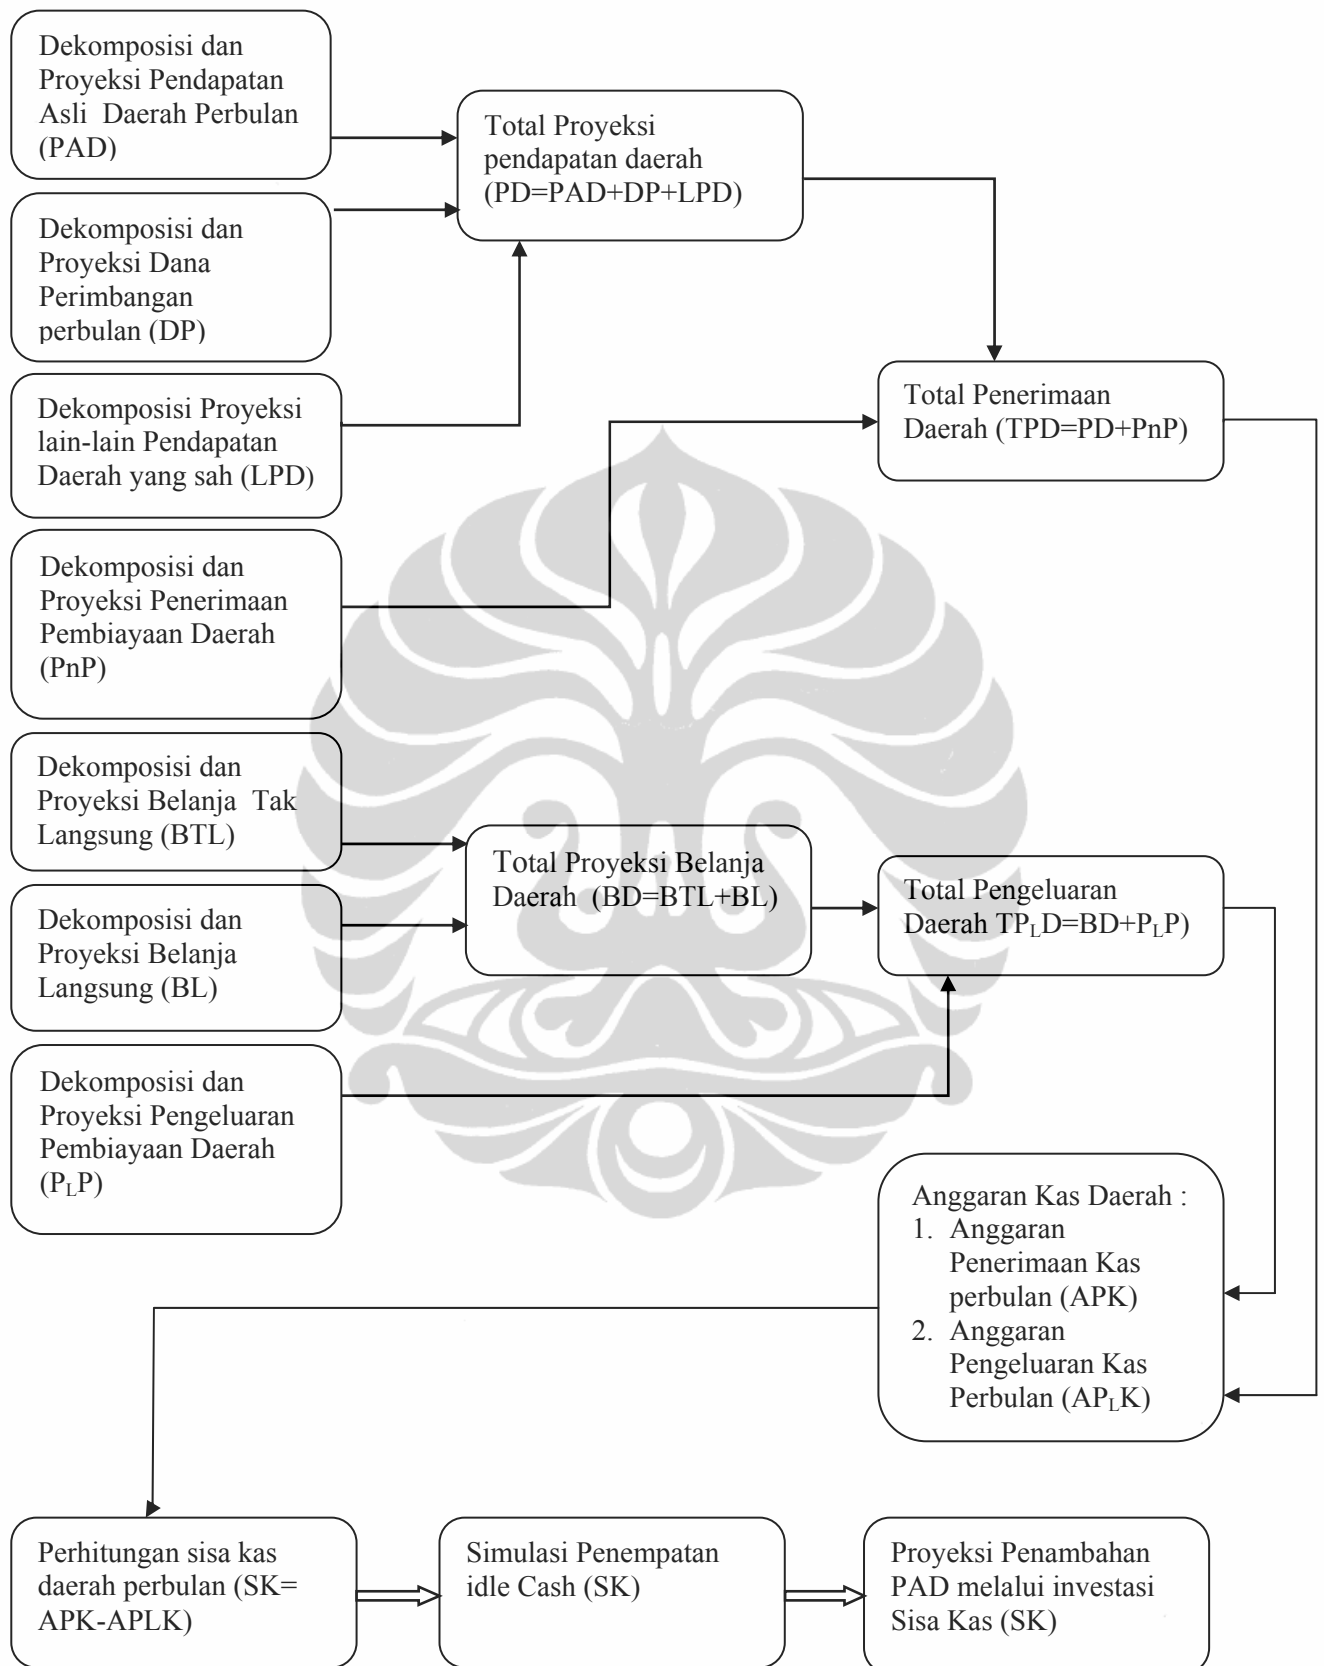 Dekomposisi dan
Proyeksi Pendapatan
Asli Daerah Perbulan
(PAD)
Total Proyeksi
pendapatan daerah
(PD=PAD+DP+LPD)
Dekomposisi dan
Proyeksi Dana
Perimbangan
perbulan (DP)
Dekomposisi Proyeksi
lain-lain Pendapatan
Daerah yang sah (LPD)
Total Penerimaan
Daerah (TPD=PD+PnP)
Dekomposisi dan
Proyeksi Penerimaan
Pembiayaan Daerah
(PnP)
Dekomposisi dan
Proyeksi Belanja Tak
Langsung (BTL)
Total Proyeksi Belanja
Daerah (BD=BTL+BL)
Total Pengeluaran
Daerah TPLD=BD+PLP)
Dekomposisi dan
Proyeksi Belanja
Langsung (BL)
Dekomposisi dan
Proyeksi Pengeluaran
Pembiayaan Daerah
(PLP)
Anggaran Kas Daerah :
1. Anggaran
Penerimaan Kas
perbulan (APK)
2. Anggaran
Pengeluaran Kas
Perbulan (APLK)
Perhitungan sisa kas
daerah perbulan (SK=
APK-APLK)
Simulasi Penempatan
idle Cash (SK)
Proyeksi Penambahan
PAD melalui investasi
Sisa Kas (SK)